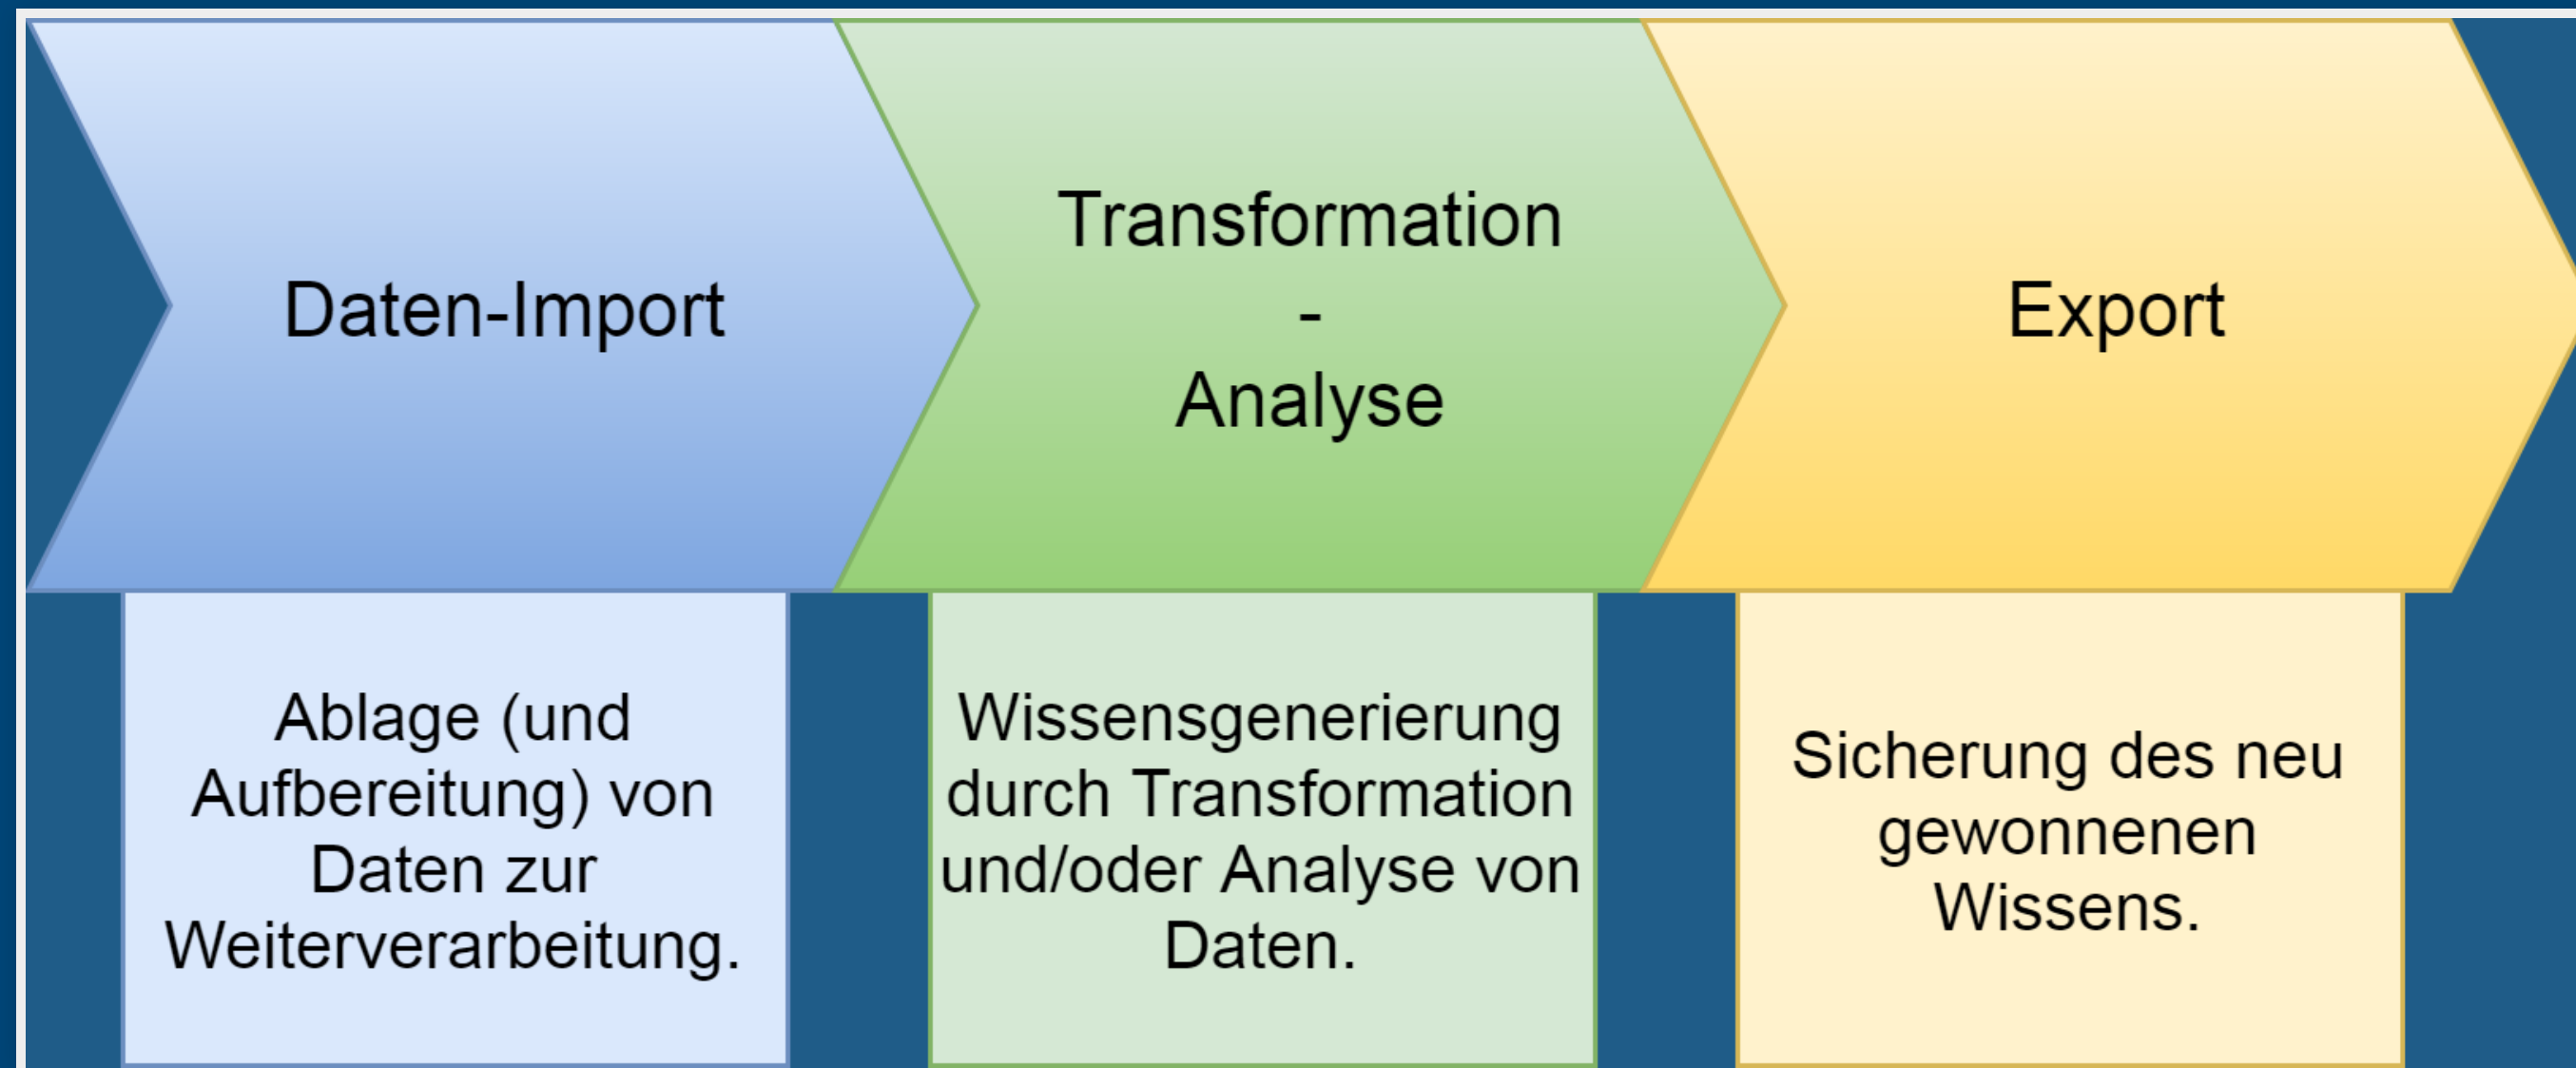 Daten-Import
Transformation
-
Analyse
Export
Ablage (und
Aufbereitung) von
Daten zur
Weiterverarbeitung.
Wissensgenerierung
durch Transformation
und/oder Analyse von
Daten.
Sicherung des neu
gewonnenen
Wissens.